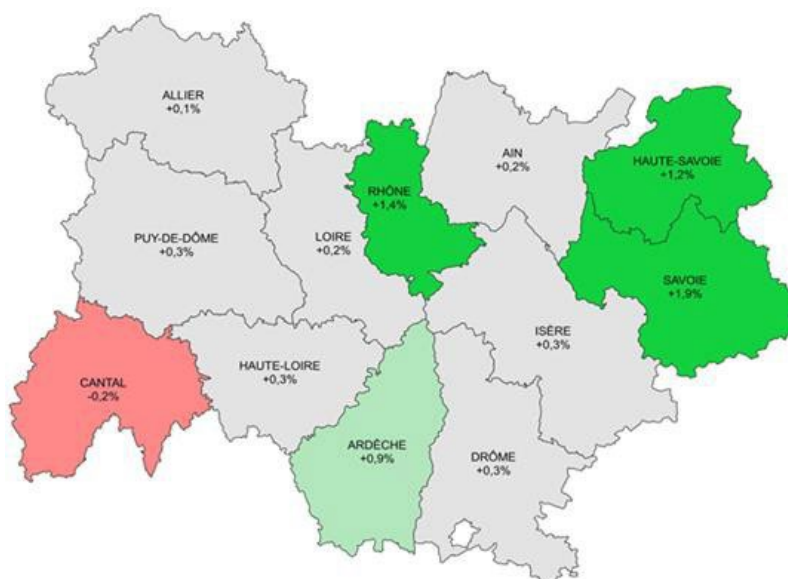 ALLIER
+0,1%
AIN
+0,2%
HAUTE-SAVOIE
+1,2%
RHÔNE
+1,4%
PUY-DE-DÔME
+0,3%
LOIRE
+0,2%
SAVOIE
+1,9%
ISÈRE
+0,3%
HAUTE-LOIRE
+0,3%
CANTAL
-0,2%
ARDÈCHE
+0,9%
DRÔME
+0,3%